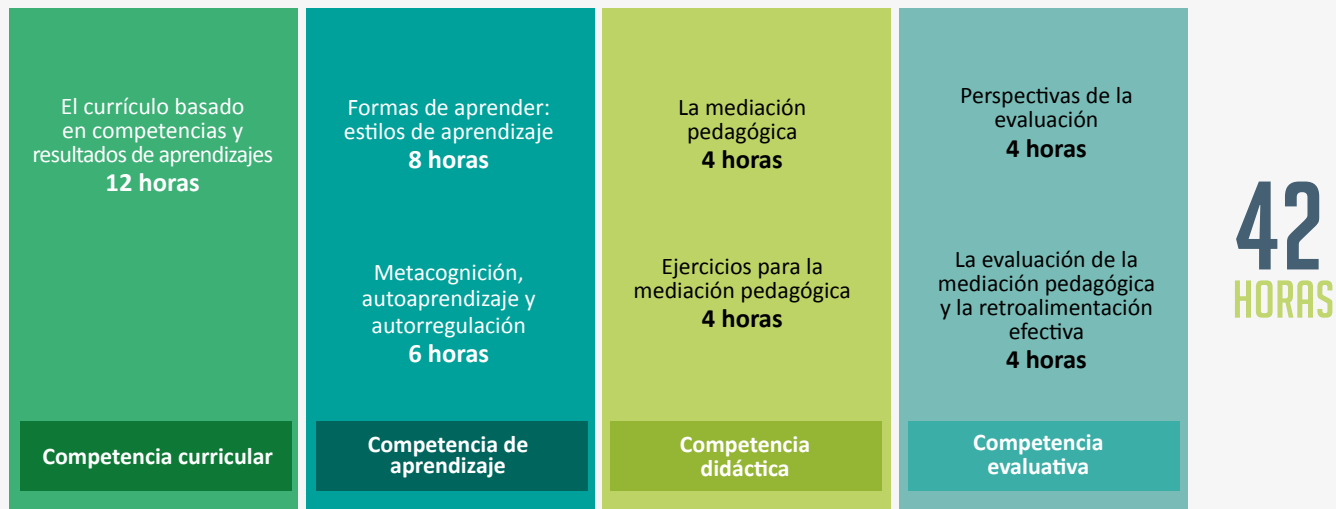 El currículo basado
en competencias y
resultados de aprendizajes
12 horas
Competencia curricular
Formas de aprender:
estilos de aprendizaje
8 horas
Metacognición,
autoaprendizaje y
autorregulación
6 horas
Competencia de
aprendizaje
La mediación
pedagógica
4 horas
Ejercicios para la
mediación pedagógica
4 horas
Competencia
didáctica
Perspectivas de la
evaluación
4 horas
La evaluación de la
mediación pedagógica
y la retroalimentación
efectiva
4 horas
Competencia
evaluativa
42
HORAS